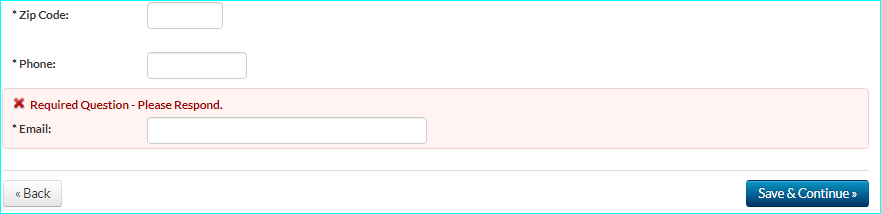 * Zip Code:
* Phone:
Required Question - Please Respond.
* Email:
« Back
Save & Continue »